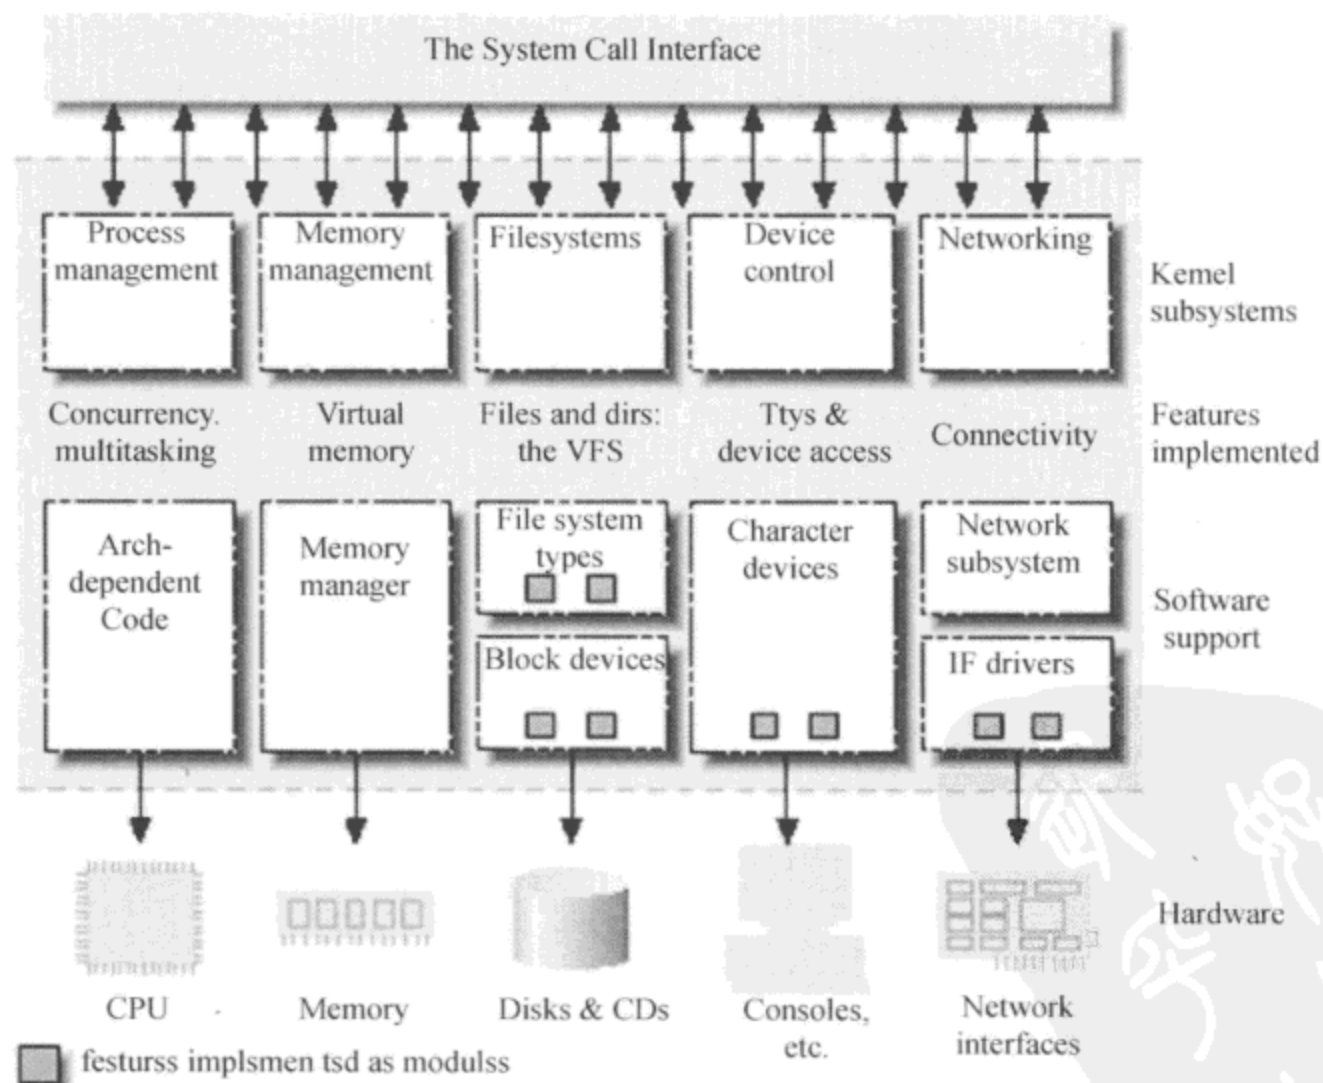 The System Call Interface
Process
management
Memory
management
Filesystems
Device
control
Networking
Kemel
subsystems
Concurrency.
multitasking
Virtual
memory
Files and dirs:
the VFS
Ttys &
device access
Connectivity
Features
implemented
Arch-
dependent
Code
Memory
manager
File system
types
Block devices
Character
devices
Network
subsystem
IF drivers
Software
support
Hardware
CPU
Memory
Disks & CDs
Consoles,
etc.
Network
interfaces
festurss implsmen tsd as modulss